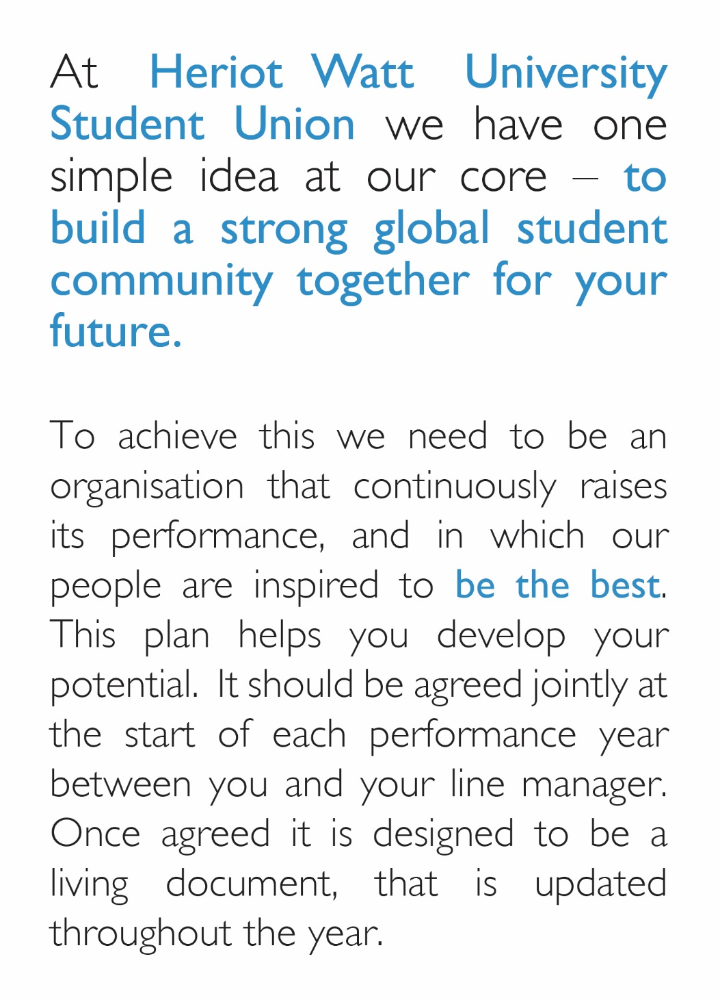 At Heriot Watt University
Student Union we have one
simple idea at our core – to
build a strong global student
community together for your
future.
To achieve this we need to be an
organisation that continuously raises
its performance, and in which our
people are inspired to be the best.
This plan helps you develop your
potential.  It should be agreed jointly at
the start of each performance year
between you and your line manager.
Once agreed it is designed to be a
living document, that is updated
throughout the year.